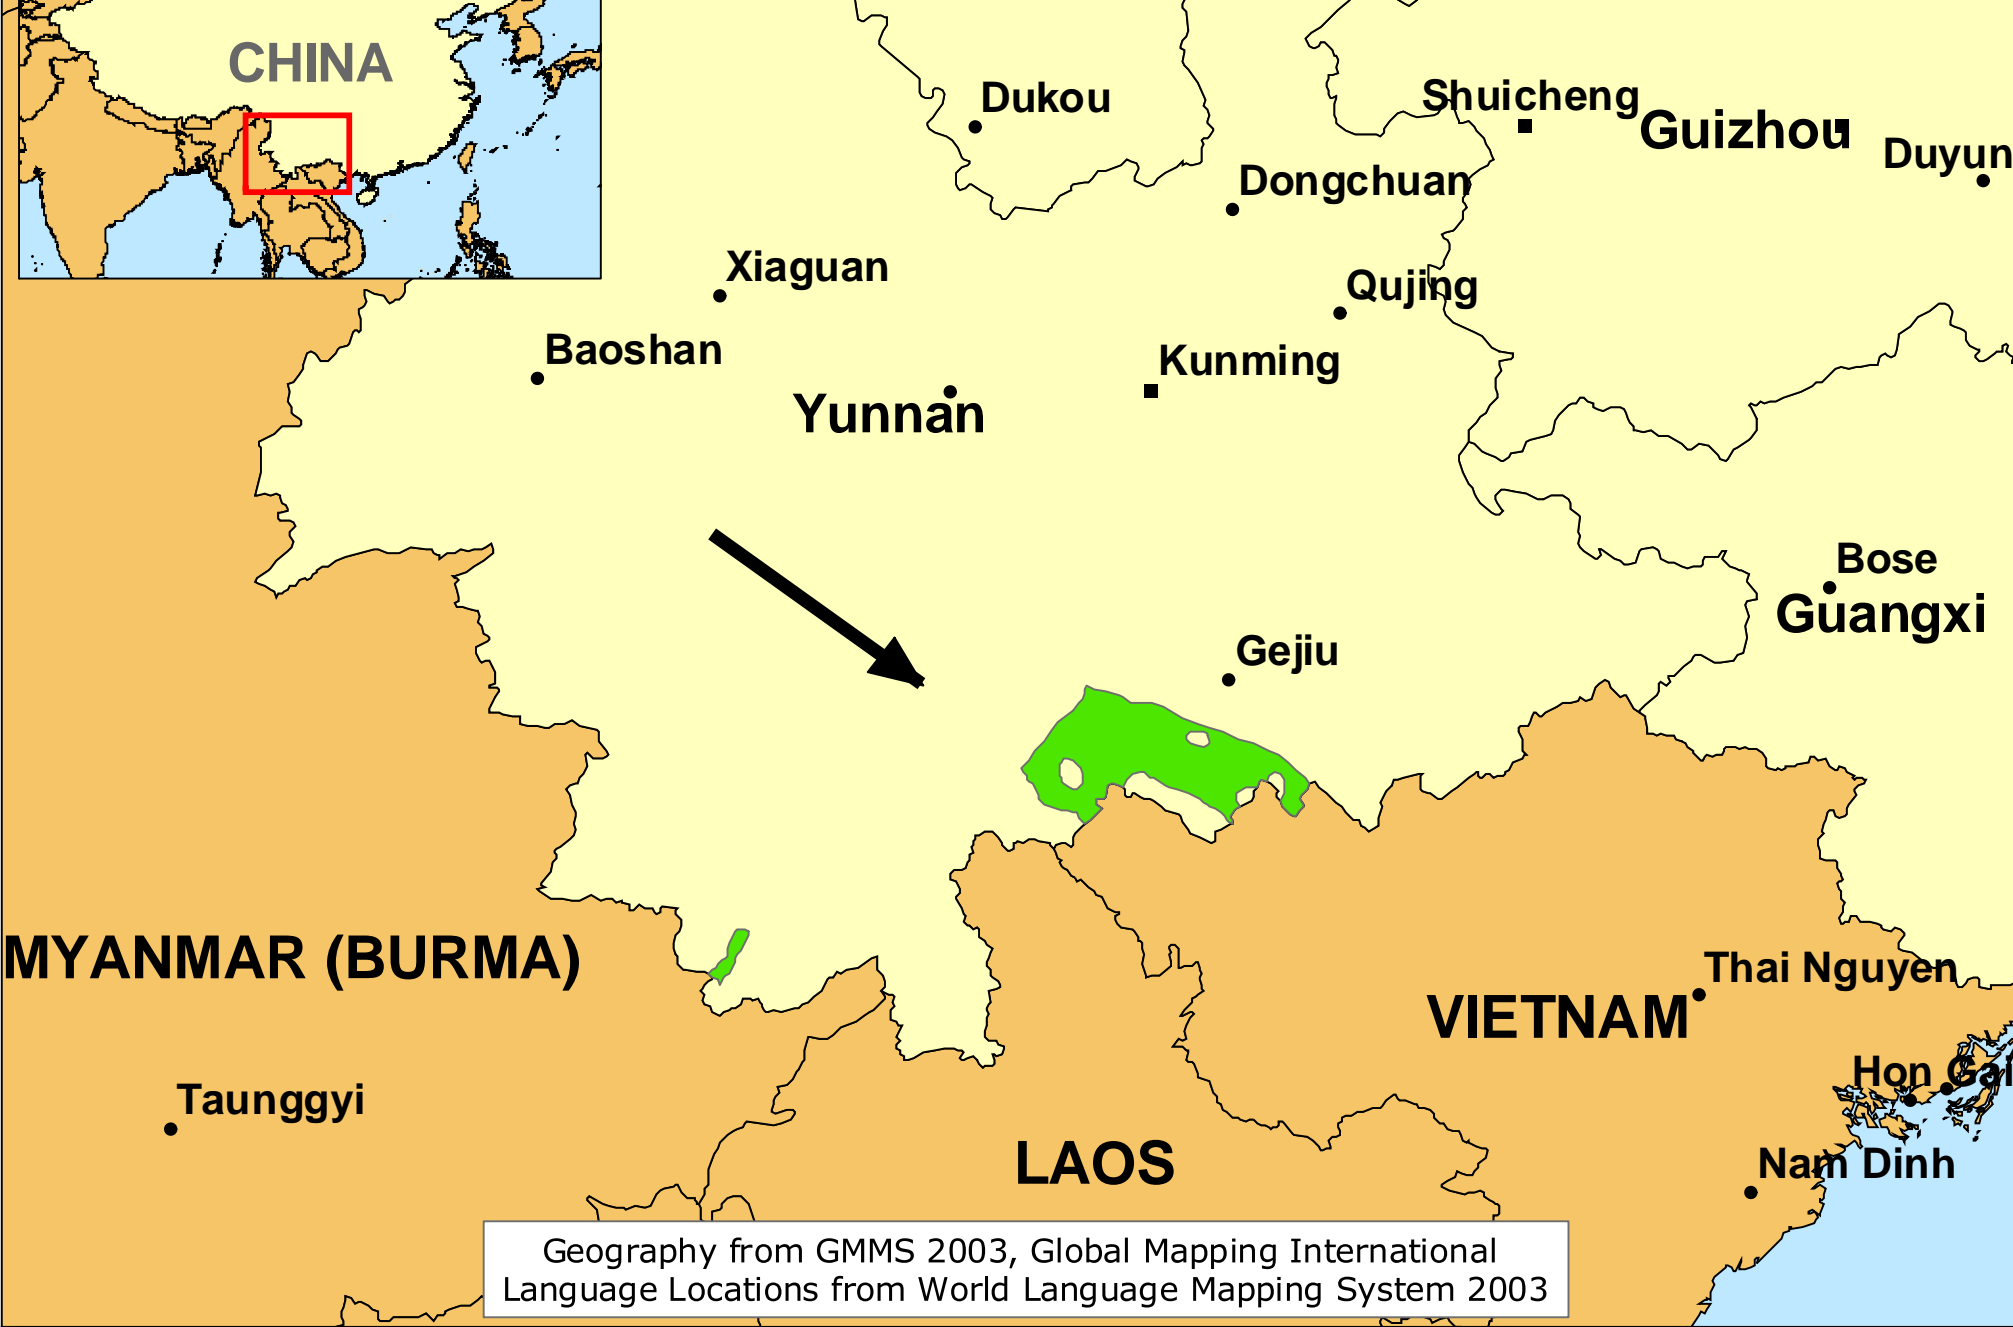 CHINA
Dukou
Shuicheng
Guizhou
Duyun
Dongchuan
Xiaguan
Qujing
Baoshan
Kunming
Yunnan
Bose
Guangxi
Gejiu
MYANMAR (BURMA)
Thai Nguyen
VIETNAM
Hon Gai
Taunggyi
LAOS
Nam Dinh
Geography from GMMS 2003, Global Mapping International
Language Locations from World Language Mapping System 2003